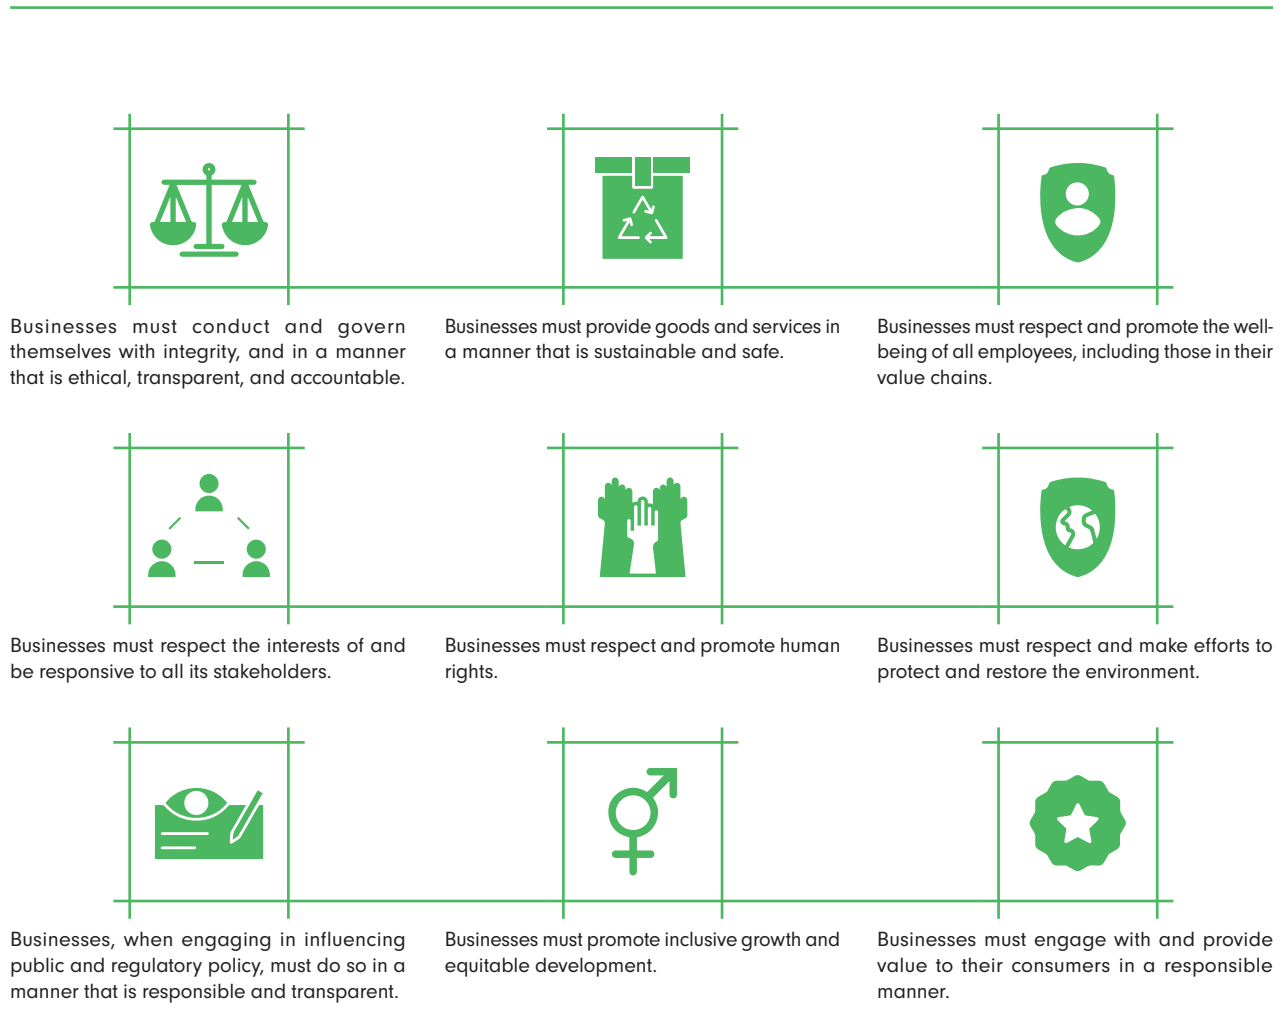 Businesses must conduct and govern
themselves with integrity, and in a manner
that is ethical, transparent, and accountable.
Businesses must provide goods and services in
a manner that is sustainable and safe.
Businesses must respect and promote the well-
being of all employees, including those in their
value chains.
Businesses must respect the interests of and
be responsive to all its stakeholders.
Businesses must respect and promote human
rights.
Businesses must respect and make efforts to
protect and restore the environment.
Businesses, when engaging in influencing
public and regulatory policy, must do so in a
manner that is responsible and transparent.
Businesses must promote inclusive growth and
equitable development.
Businesses must engage with and provide
value to their consumers in a responsible
manner.